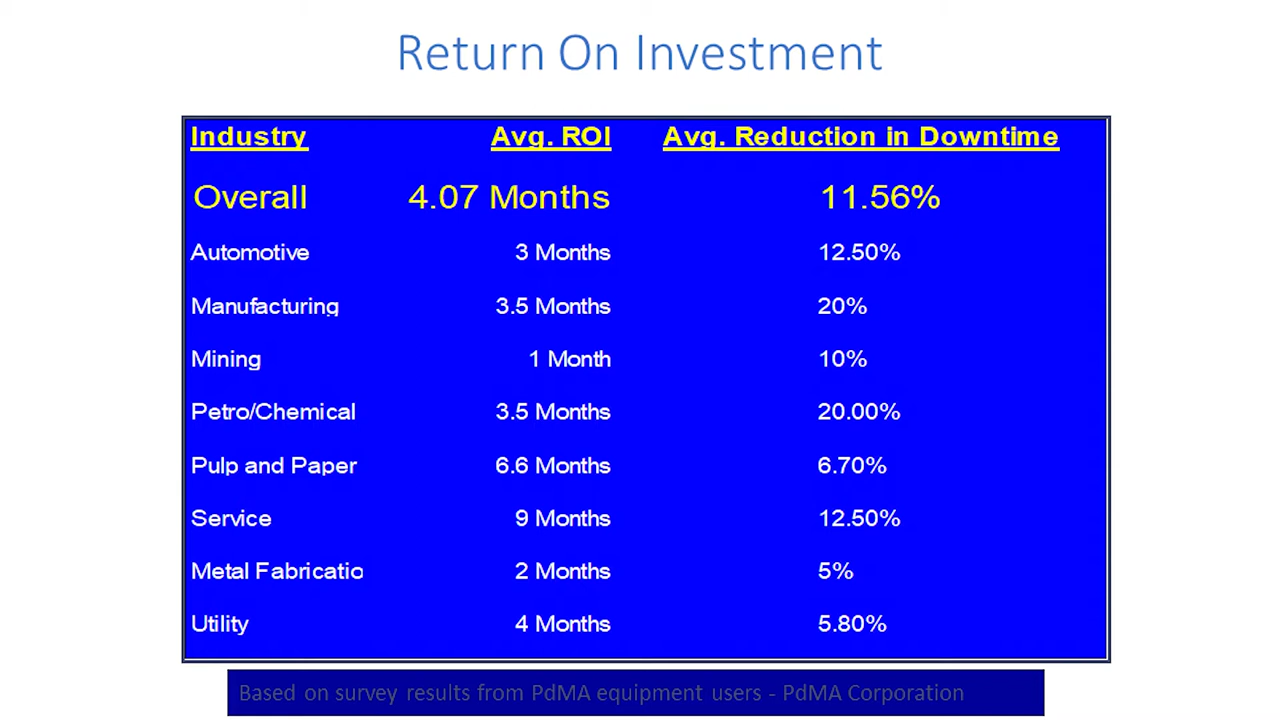 Return On Investment
Industry Avg. ROI Avg. Reduction in Downtime
Overall 4.07 Months 11.56%
Automotive 3 Months 12.50%
Manufacturing 3.5 Months 20%
Mining 1 Month 10%
Petro/Chemical 3.5 Months 20.00%
Pulp and Paper 6.6 Months 6.70%
Service 9 Months 12.50%
Metal Fabricatio 2 Months 5%
Utility 4 Months 5.80%
Based on survey results from PdMA equipment users - PdMA Corporation